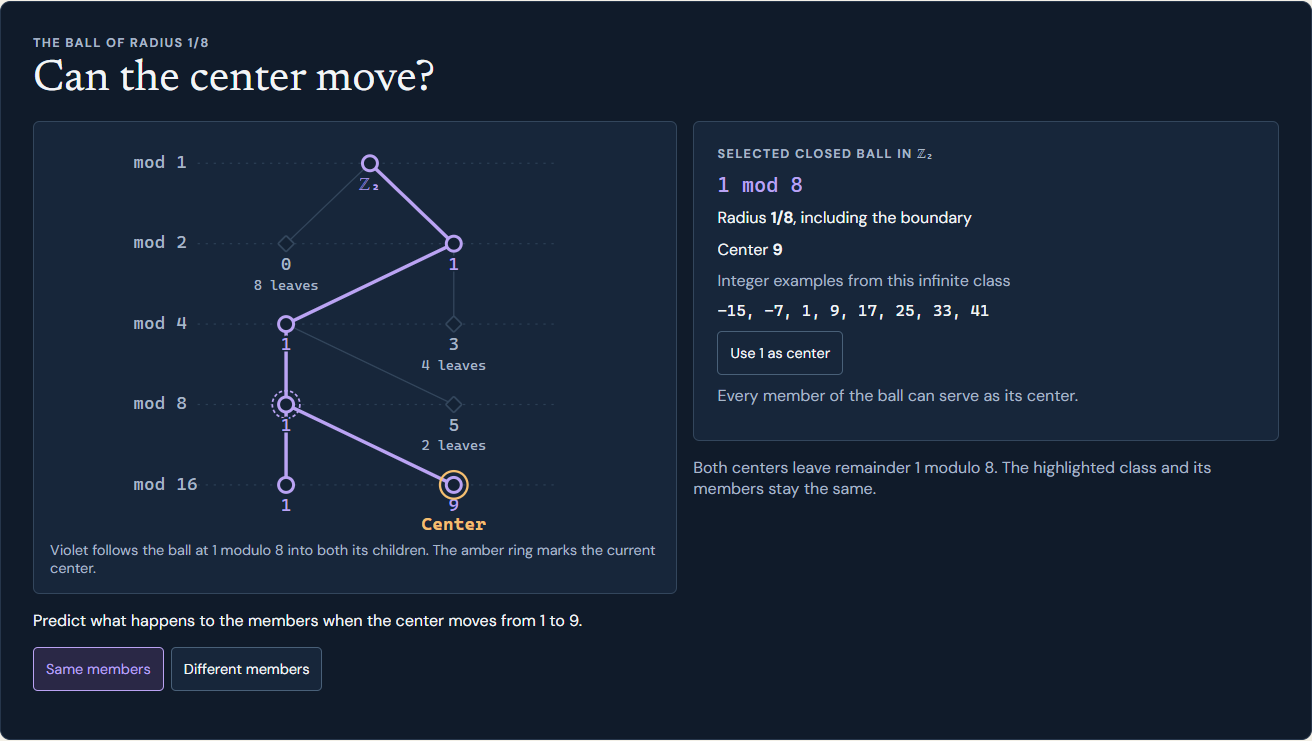 THE BALL OF RADIUS 1/8
Can the center move?
mod 1
ℤ₂
mod 2
0
8 leaves
1
mod 4
1
3
4 leaves
mod 8
1
5
2 leaves
mod 16
1
9
Center
Violet follows the ball at 1 modulo 8 into both its children. The amber ring marks the current
center.
SELECTED CLOSED BALL IN ℤ₂
1 mod 8
Radius 1/8, including the boundary
Center 9
Integer examples from this infinite class
−15, −7, 1, 9, 17, 25, 33, 41
Use 1 as center
Every member of the ball can serve as its center.
Both centers leave remainder 1 modulo 8. The highlighted class and its
members stay the same.
Predict what happens to the members when the center moves from 1 to 9.
Same members
Different members